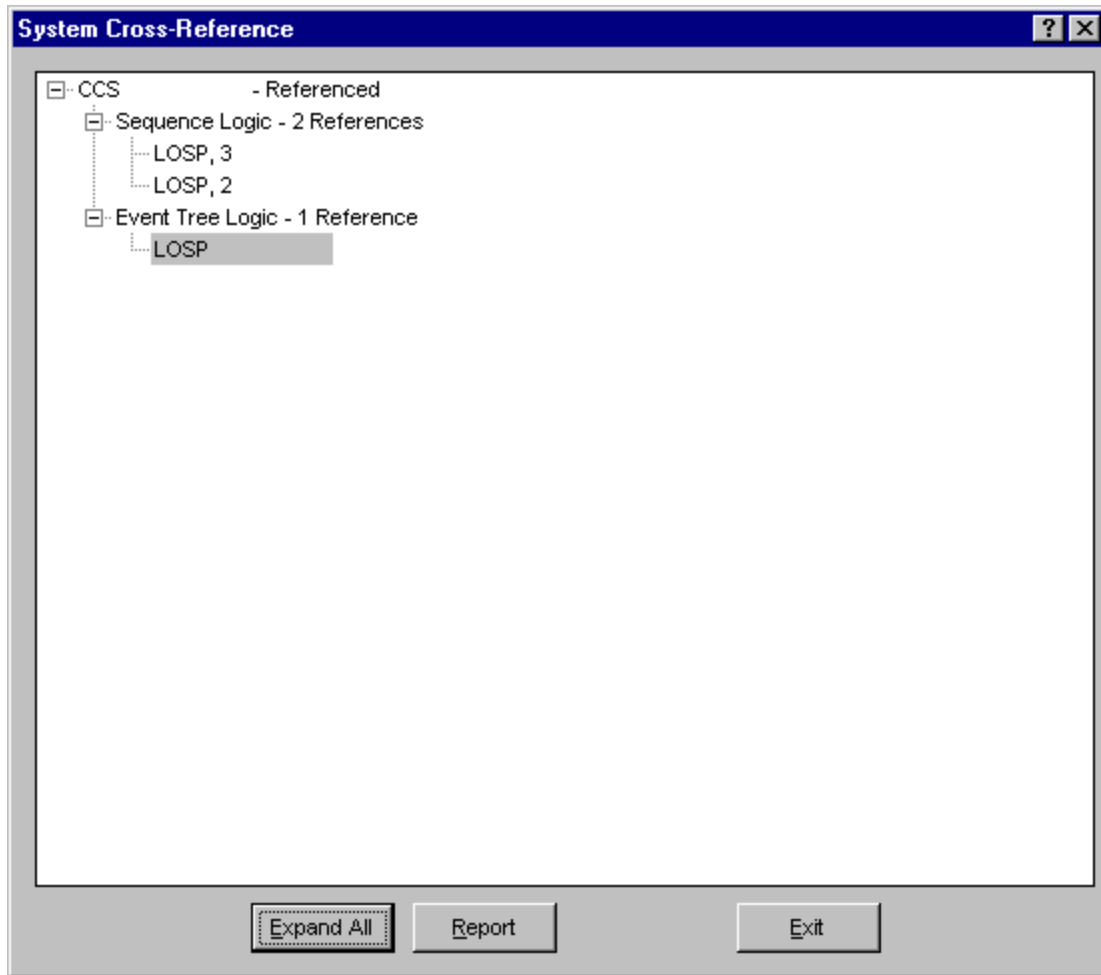 System Cross-Reference
CCS - Referenced
Sequence Logic - 2 References
LOSP, 3
LOSP, 2
Event Tree Logic - 1 Reference
LOSP
Expand All Report Exit